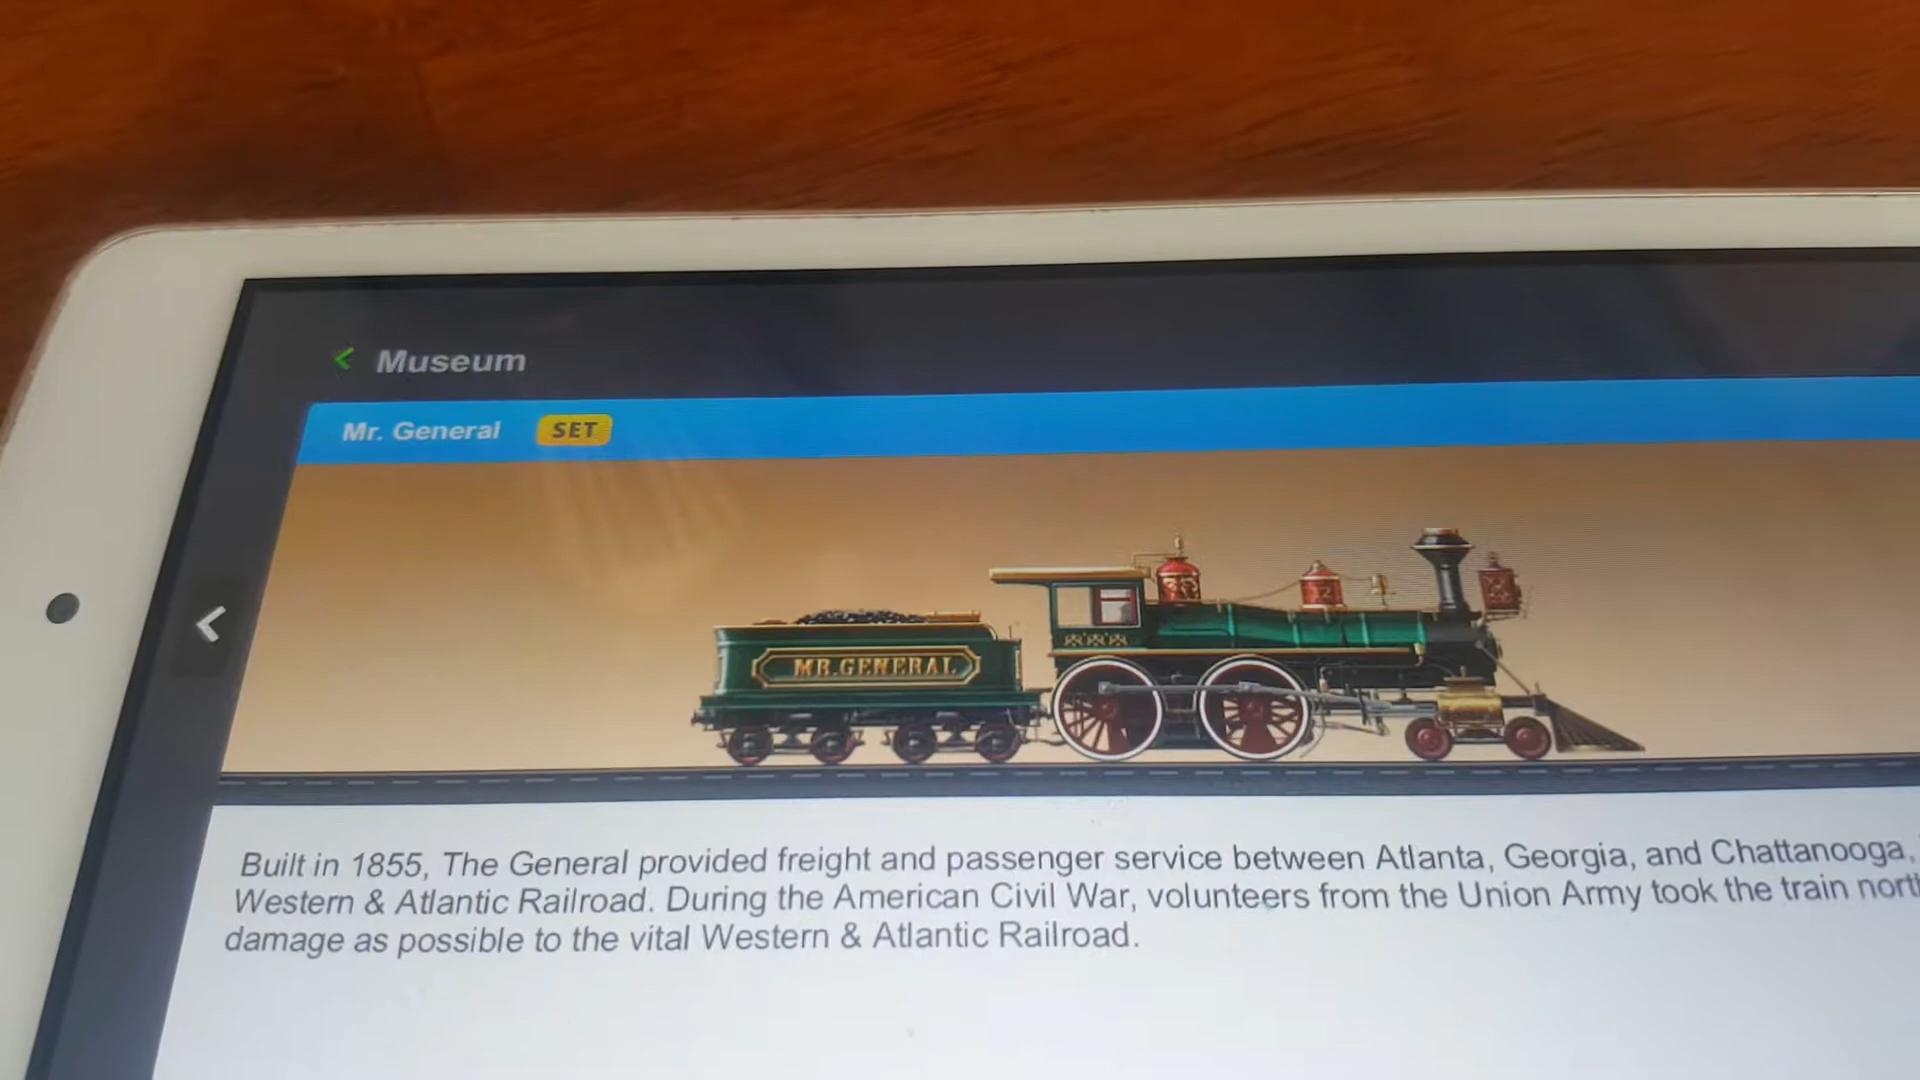 Museum
Mr. General SET
MR. GENERAL
Built in 1855, The General provided freight and passenger service between Atlanta, Georgia, and Chattanooga,
Western & Atlantic Railroad. During the American Civil War, volunteers from the Union Army took the train
damage as possible to the vital Western & Atlantic Railroad.